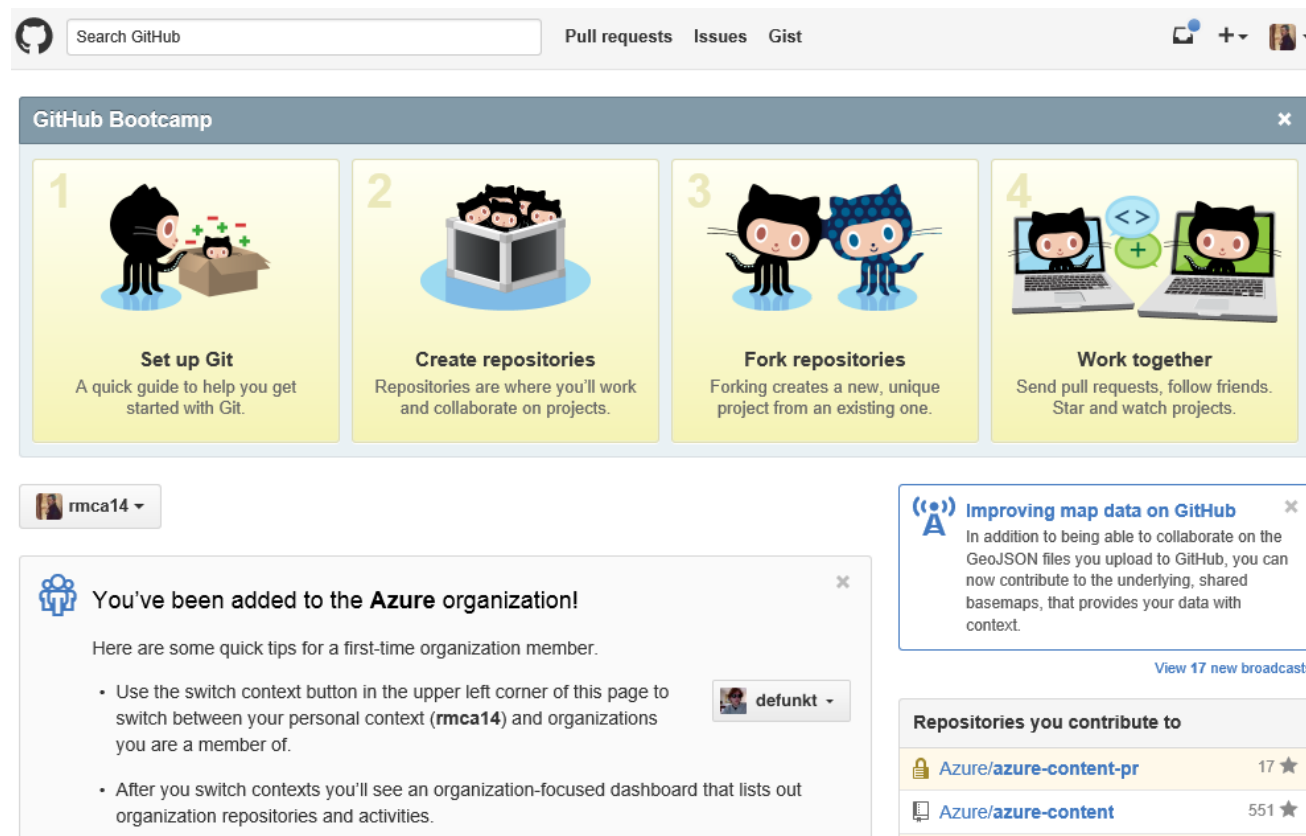 Search GitHub
Pull requests Issues Gist
GitHub Bootcamp
1
Set up Git
A quick guide to help you get
started with Git.
2
Create repositories
Repositories are where you'll work
and collaborate on projects.
3
Fork repositories
Forking creates a new, unique
project from an existing one.
4
Work together
Send pull requests, follow friends.
Star and watch projects.
rmca14
You've been added to the Azure organization!
Here are some quick tips for a first-time organization member.
• Use the switch context button in the upper left corner of this page to
switch between your personal context (rmca14) and organizations
you are a member of.
defunkt
• After you switch contexts you'll see an organization-focused dashboard that lists out
organization repositories and activities.
Improving map data on GitHub
In addition to being able to collaborate on the
GeoJSON files you upload to GitHub, you can
now contribute to the underlying, shared
basemaps, that provides your data with
context.
View 17 new broadcasts
Repositories you contribute to
Azure/azure-content-pr 17
Azure/azure-content 551